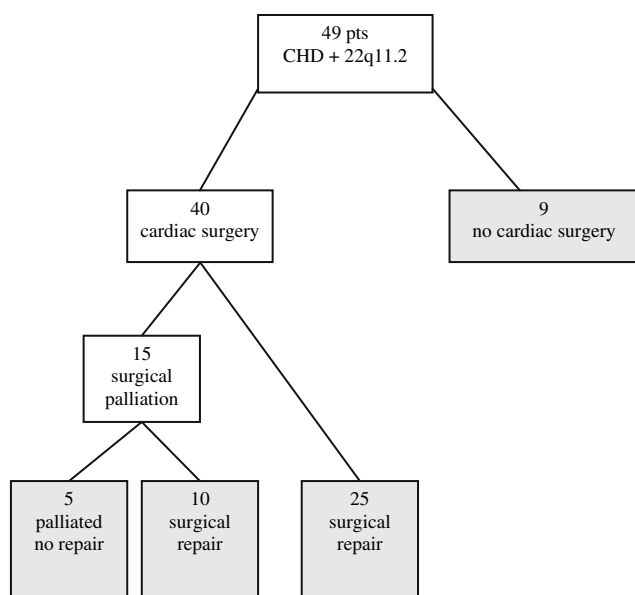 49 pts
CHD + 22q11.2
40
cardiac surgery
9
no cardiac surgery
15
surgical
palliation
5
palliated
no repair
10
surgical
repair
25
surgical
repair